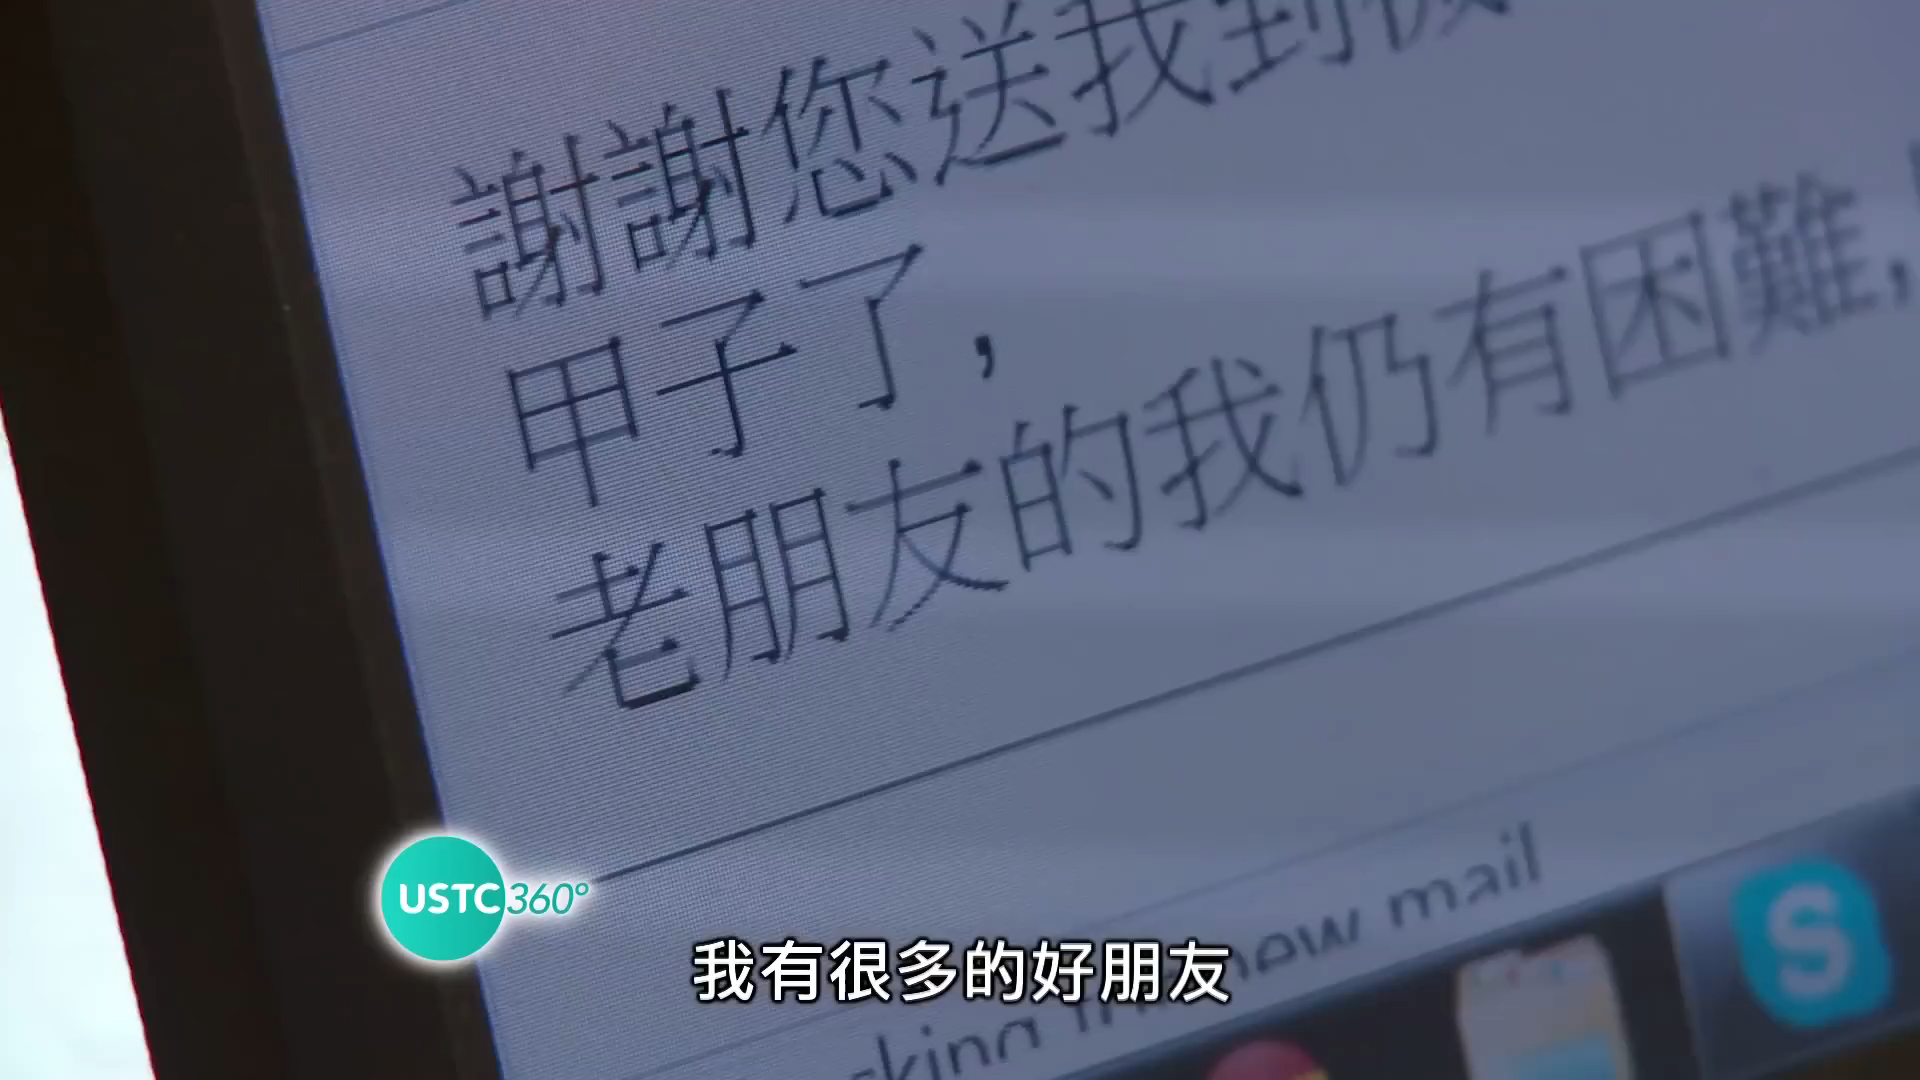 謝謝您送我到機
甲子了,
老朋友的我仍有困難,
USTC360°
我有很多的好朋友
new mail